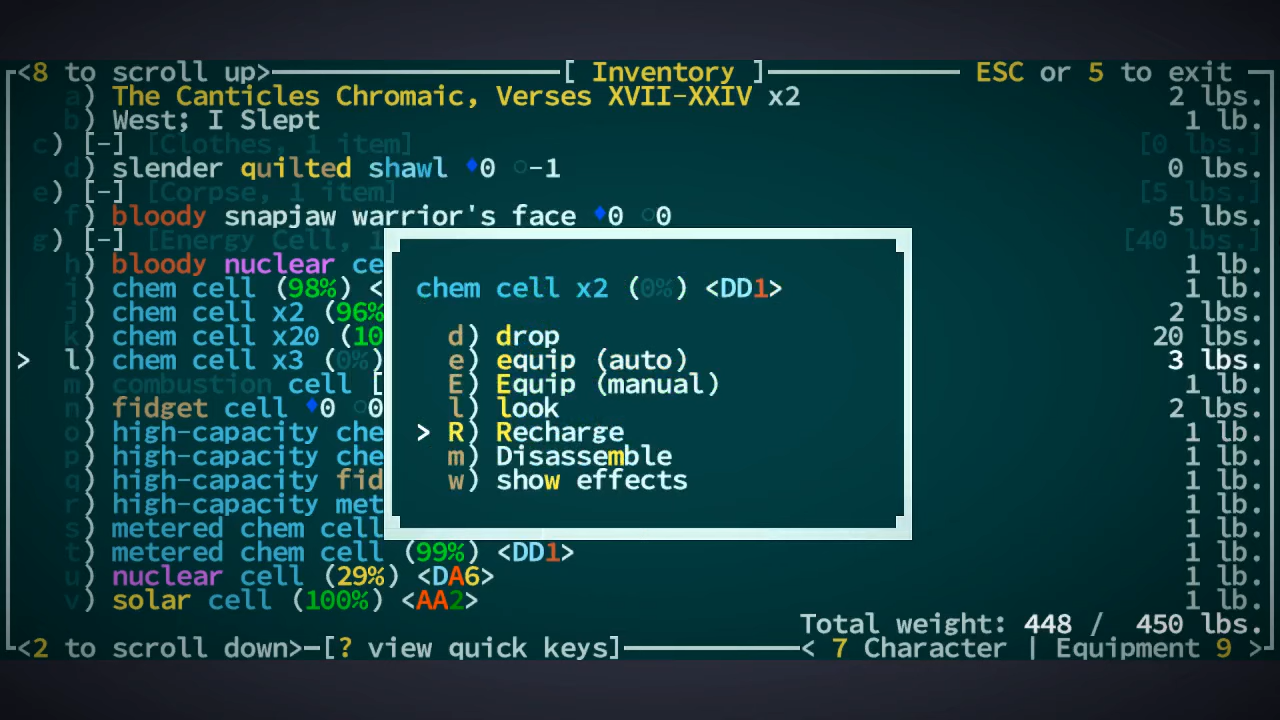 <8 to scroll up> [ Inventory ] ESC or 5 to exit
a) The Canticles Chromaic, Verses XVII-XXIV x2 2 lbs.
b) West; I Slept 1 lb.
c) [-] [Clothes, 1 item] [0 lbs.]
d) slender quilted shawl ♦0 ○-1 0 lbs.
e) [-] [Corpse, 1 item] [5 lbs.]
f) bloody snapjaw warrior's face ♦0 ○0 5 lbs.
g) [-] [Energy Cell, 1 [40 lbs.]
h) bloody nuclear ce 1 lb.
i) chem cell (98%) < 1 lb.
j) chem cell x2 (96% 2 lbs.
k) chem cell x20 (10 20 lbs.
> l) chem cell x3 (0%) 3 lbs.
m) combustion cell [ 1 lb.
n) fidget cell ♦0 ○0 2 lbs.
o) high-capacity che 1 lb.
p) high-capacity che 1 lb.
q) high-capacity fid 1 lb.
r) high-capacity met 1 lb.
s) metered chem cell 1 lb.
t) metered chem cell (99%) <DD1> 1 lb.
u) nuclear cell (29%) <DA6> 1 lb.
v) solar cell (100%) <AA2> 1 lb.
chem cell x2 (0%) <DD1>
d) drop
e) equip (auto)
E) Equip (manual)
l) look
> R) Recharge
m) Disassemble
w) show effects
Total weight: 448 / 450 lbs.
<2 to scroll down> [? view quick keys] < 7 Character | Equipment 9 >